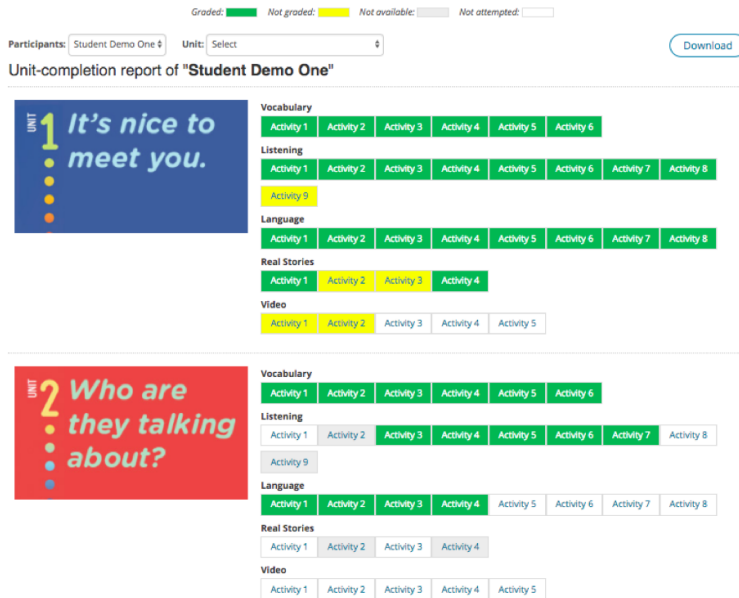 Graded: Not graded: Not available: Not attempted:
Participants: Student Demo One Unit: Select Download
Unit-completion report of "Student Demo One"
UNIT 1 It's nice to
meet you.
Vocabulary
Activity 1 Activity 2 Activity 3 Activity 4 Activity 5 Activity 6
Listening
Activity 1 Activity 2 Activity 3 Activity 4 Activity 5 Activity 6 Activity 7 Activity 8
Activity 9
Language
Activity 1 Activity 2 Activity 3 Activity 4 Activity 5 Activity 6 Activity 7 Activity 8
Real Stories
Activity 1 Activity 2 Activity 3 Activity 4
Video
Activity 1 Activity 2 Activity 3 Activity 4 Activity 5
UNIT 2 Who are
they talking
about?
Vocabulary
Activity 1 Activity 2 Activity 3 Activity 4 Activity 5 Activity 6
Listening
Activity 1 Activity 2 Activity 3 Activity 4 Activity 5 Activity 6 Activity 7 Activity 8
Activity 9
Language
Activity 1 Activity 2 Activity 3 Activity 4 Activity 5 Activity 6 Activity 7 Activity 8
Real Stories
Activity 1 Activity 2 Activity 3 Activity 4
Video
Activity 1 Activity 2 Activity 3 Activity 4 Activity 5